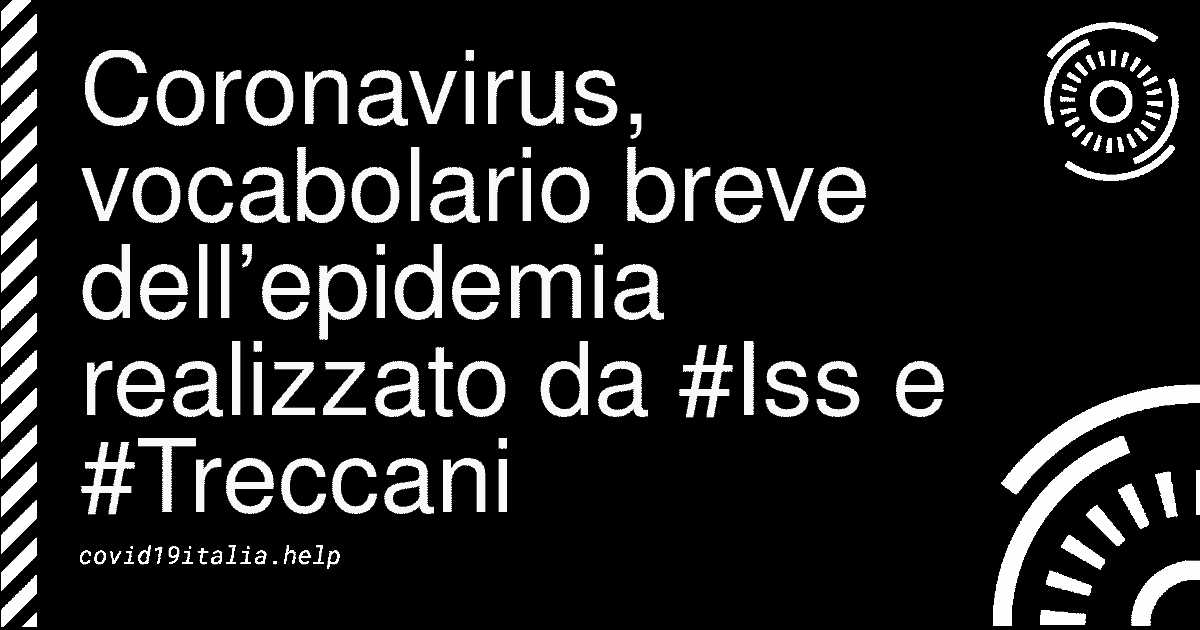 Coronavirus,
vocabolario breve
dell’epidemia
realizzato da #Iss e
#Treccani
covid19italia.help